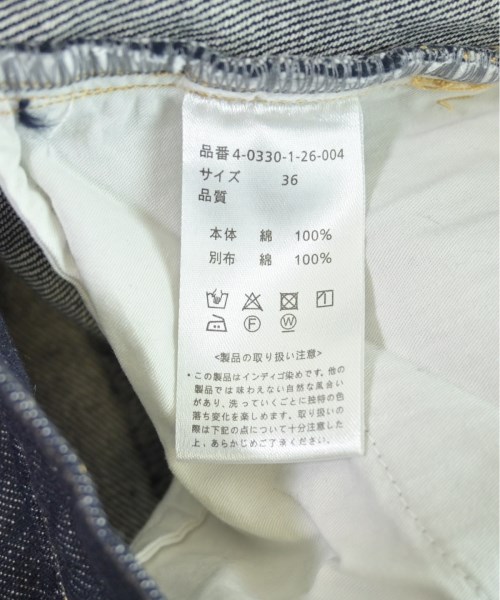 品番 4-0330-1-26-004
サイズ 36
品質
本体 綿 100%
別布 綿 100%
<製品の取り扱い注意>
・この製品はインディゴ染めです。他の
製品では味わえない自然な風合い
があり、洗っていくごとに独特の色
落ち変化を楽しめます。取り扱い
の際は下記の点について十分注意した
上、あらかじめご了承ください。